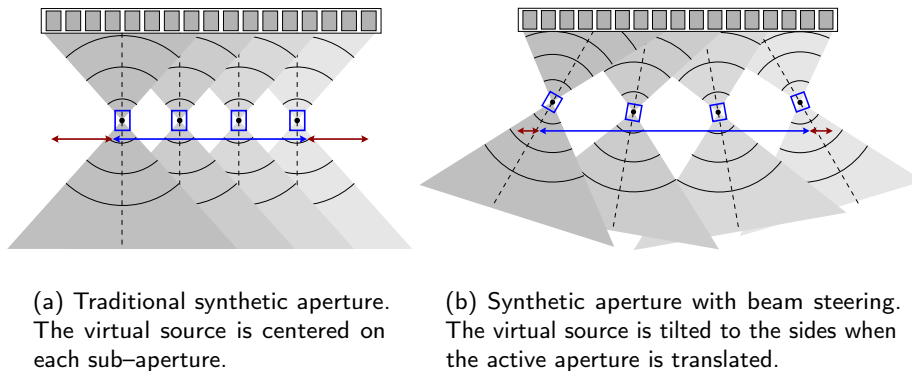 (a) Traditional synthetic aperture.
The virtual source is centered on
each sub–aperture.
(b) Synthetic aperture with beam steering.
The virtual source is tilted to the sides when
the active aperture is translated.